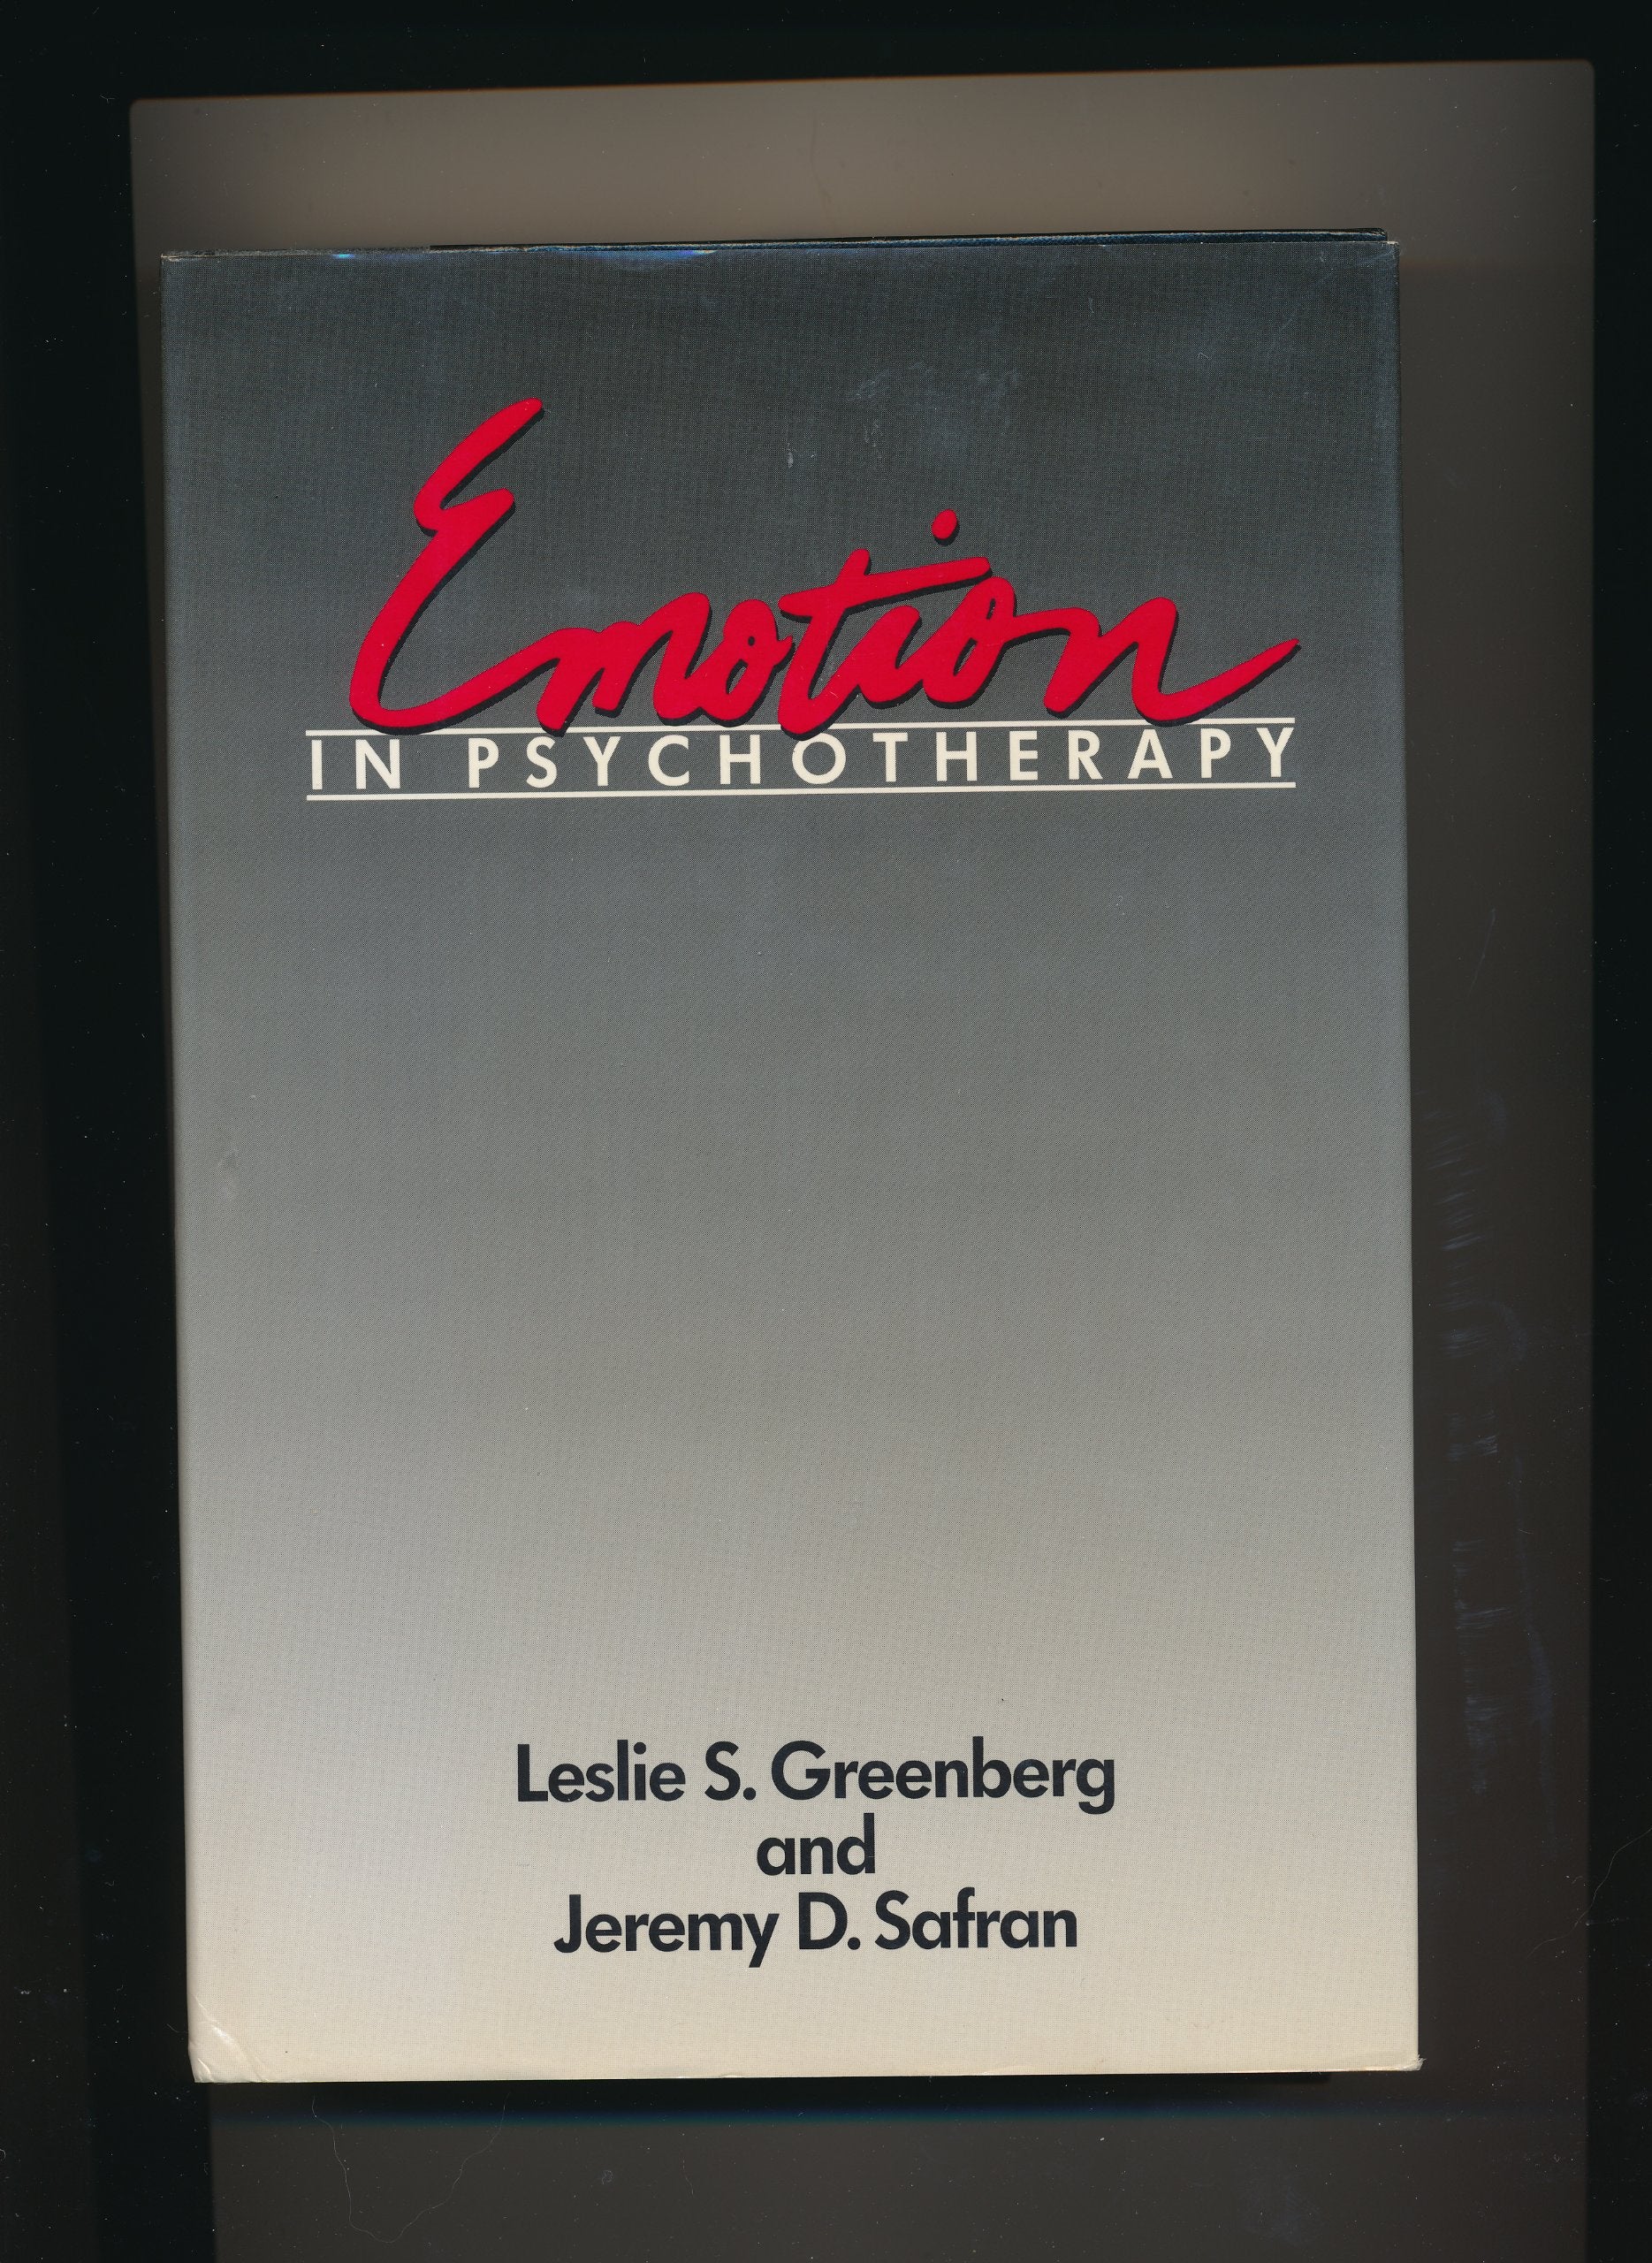 Emotion
IN PSYCHOTHERAPY
Leslie S. Greenberg
and
Jeremy D. Safran